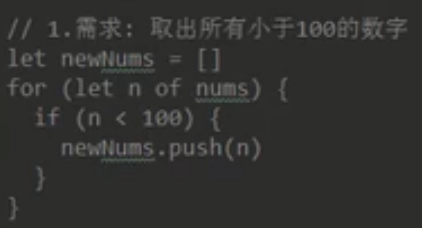 // 1.需求: 取出所有小于100的数字
let newNums = []
for (let n of nums) {
  if (n < 100) {
    newNums.push(n)
  }
}